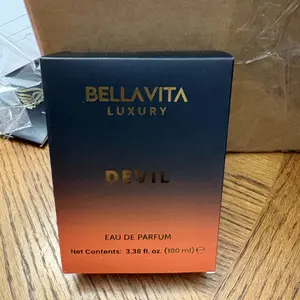 BELLAVITA
LUXURY
DEVIL
EAU DE PARFUM
Net Contents: 3.38 fl. oz. (100 ml) ℮